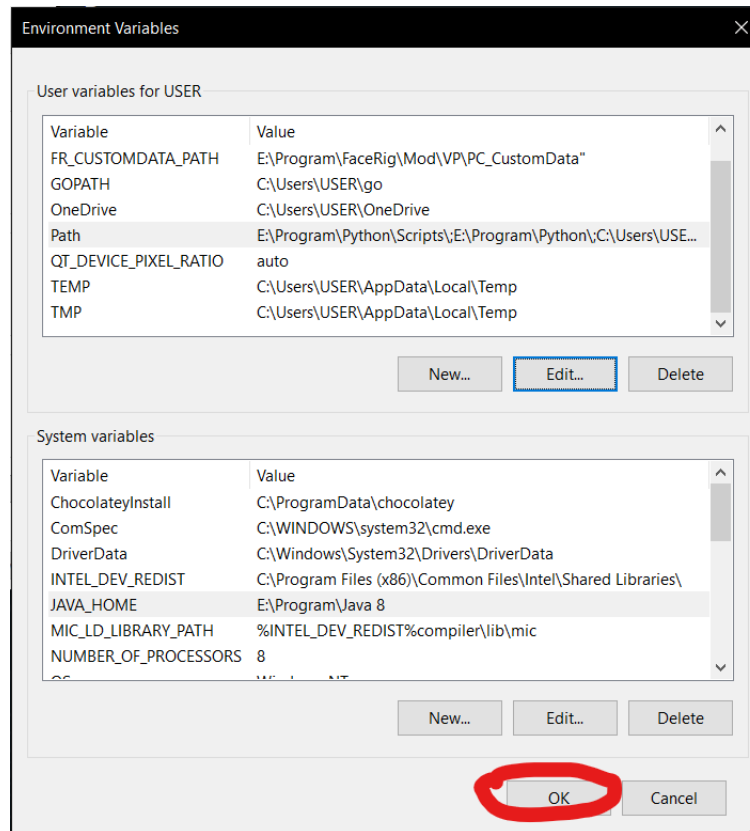 Environment Variables
User variables for USER
Variable Value
FR_CUSTOMDATA_PATH E:\Program\FaceRig\Mod\VP\PC_CustomData"
GOPATH C:\Users\USER\go
OneDrive C:\Users\USER\OneDrive
Path E:\Program\Python\Scripts\;E:\Program\Python\;C:\Users\USE...
QT_DEVICE_PIXEL_RATIO auto
TEMP C:\Users\USER\AppData\Local\Temp
TMP C:\Users\USER\AppData\Local\Temp
New... Edit... Delete
System variables
Variable Value
ChocolateyInstall C:\ProgramData\chocolatey
ComSpec C:\WINDOWS\system32\cmd.exe
DriverData C:\Windows\System32\Drivers\DriverData
INTEL_DEV_REDIST C:\Program Files (x86)\Common Files\Intel\Shared Libraries\
JAVA_HOME E:\Program\Java 8
MIC_LD_LIBRARY_PATH %INTEL_DEV_REDIST%compiler\lib\mic
NUMBER_OF_PROCESSORS 8
New... Edit... Delete
OK Cancel